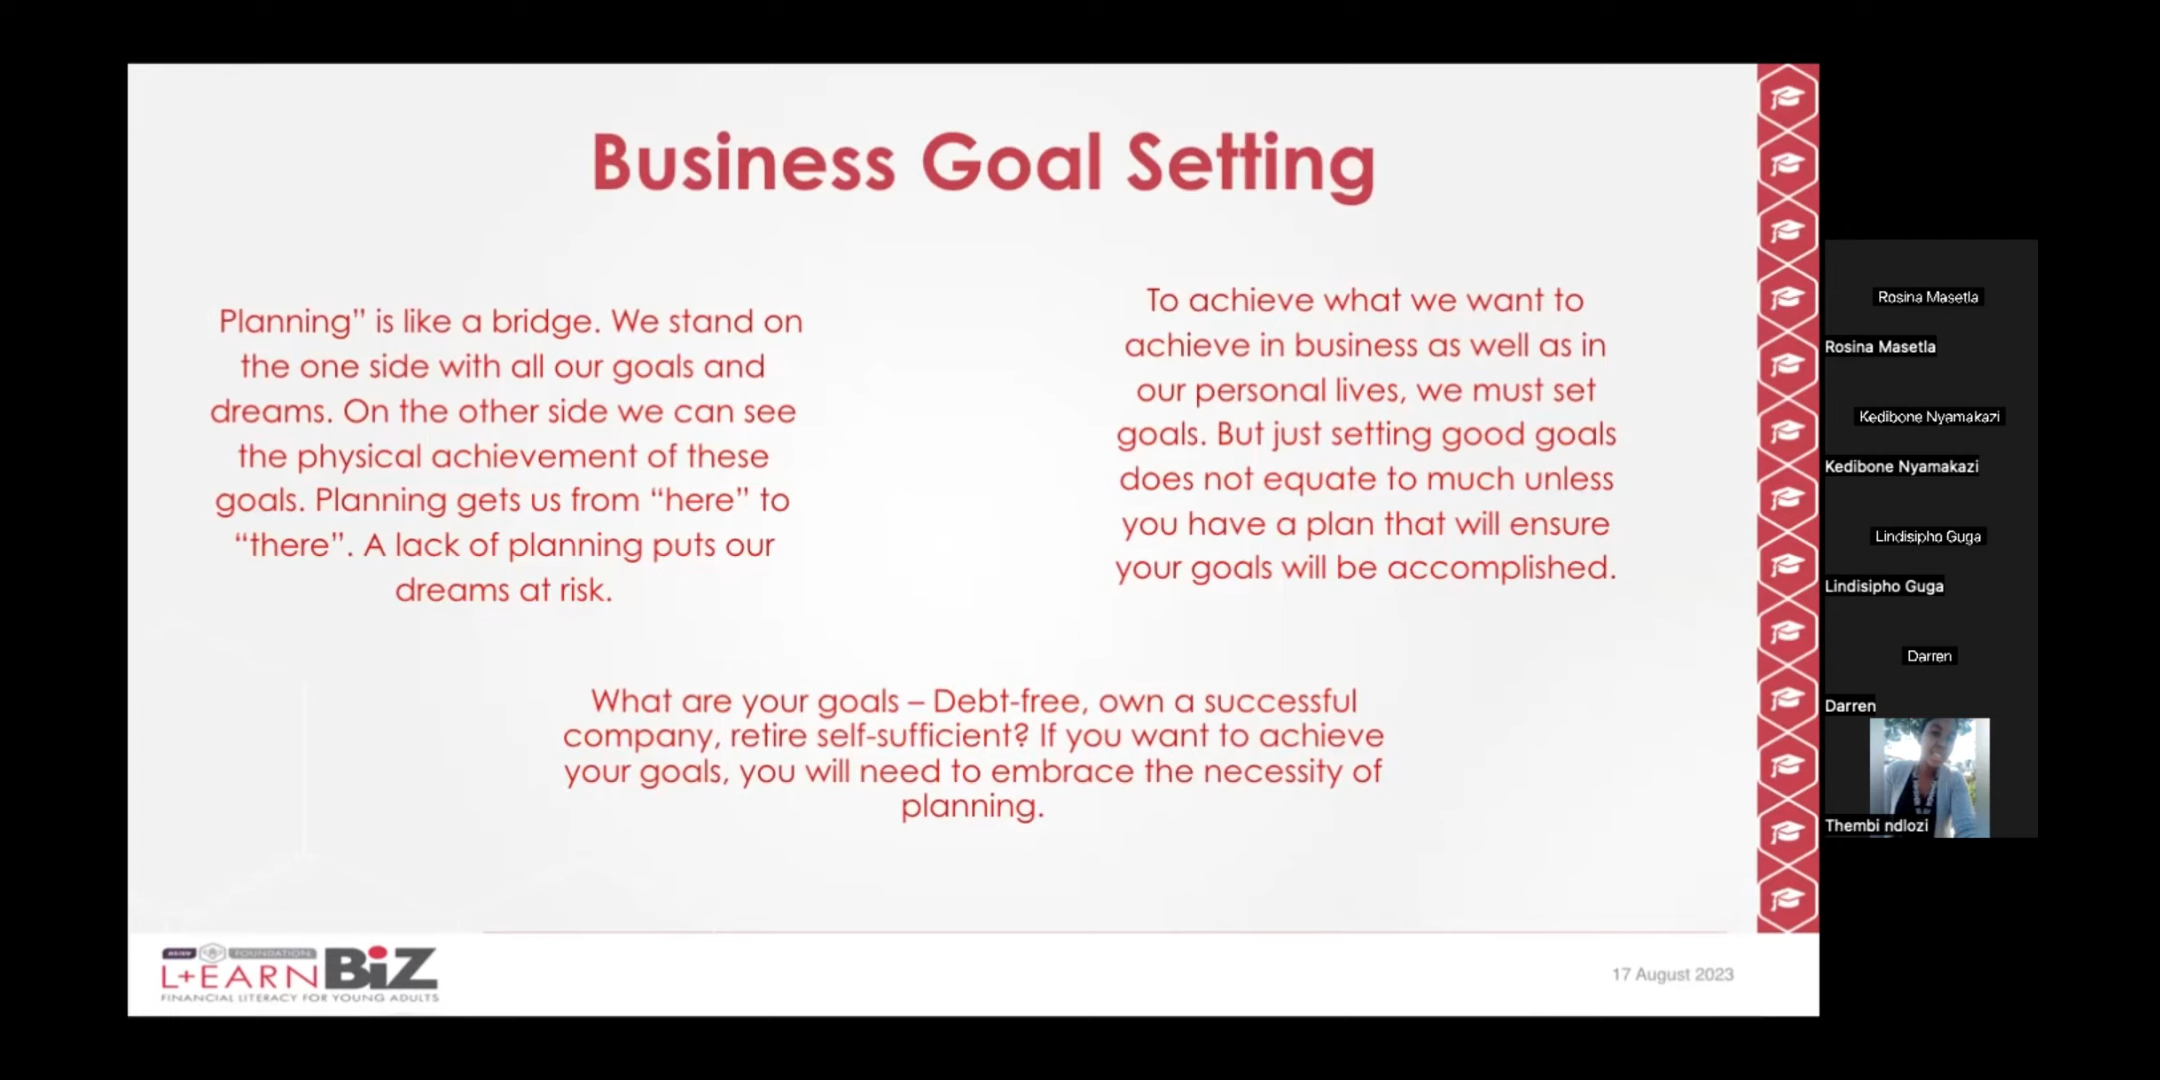 Business Goal Setting
Planning” is like a bridge. We stand on
the one side with all our goals and
dreams. On the other side we can see
the physical achievement of these
goals. Planning gets us from “here” to
“there”. A lack of planning puts our
dreams at risk.
To achieve what we want to
achieve in business as well as in
our personal lives, we must set
goals. But just setting good goals
does not equate to much unless
you have a plan that will ensure
your goals will be accomplished.
What are your goals – Debt-free, own a successful
company, retire self-sufficient? If you want to achieve
your goals, you will need to embrace the necessity of
planning.
FOUNDATION
L+EARN BiZ
FINANCIAL LITERACY FOR YOUNG ADULTS
17 August 2023
Rosina Masetla
Rosina Masetla
Kedibone Nyamakazi
Kedibone Nyamakazi
Lindisipho Guga
Lindisipho Guga
Darren
Darren
Thembi ndlozi